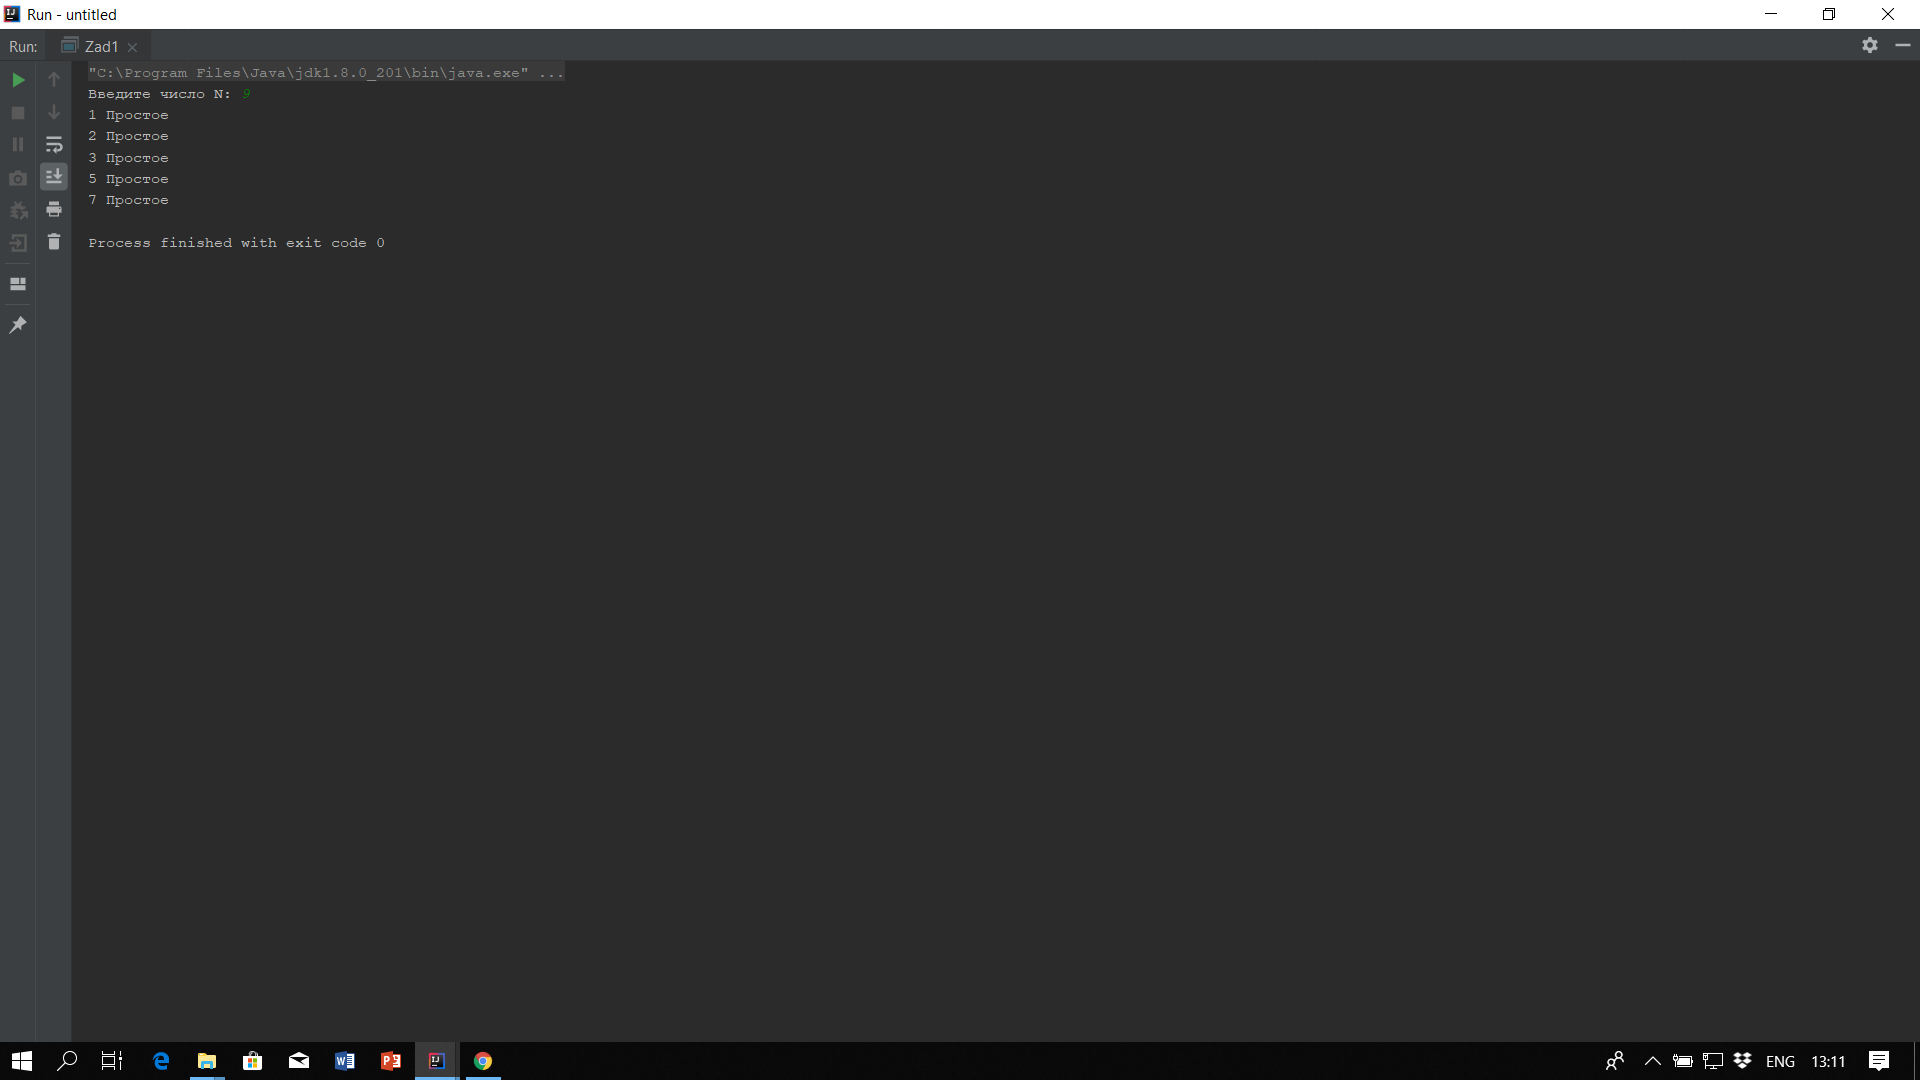 Run - untitled
Run:
Zad1
"C:\Program Files\Java\jdk1.8.0_201\bin\java.exe" ...
Введите число N: 9
1 Простое
2 Простое
3 Простое
5 Простое
7 Простое
Process finished with exit code 0
ENG 13:11